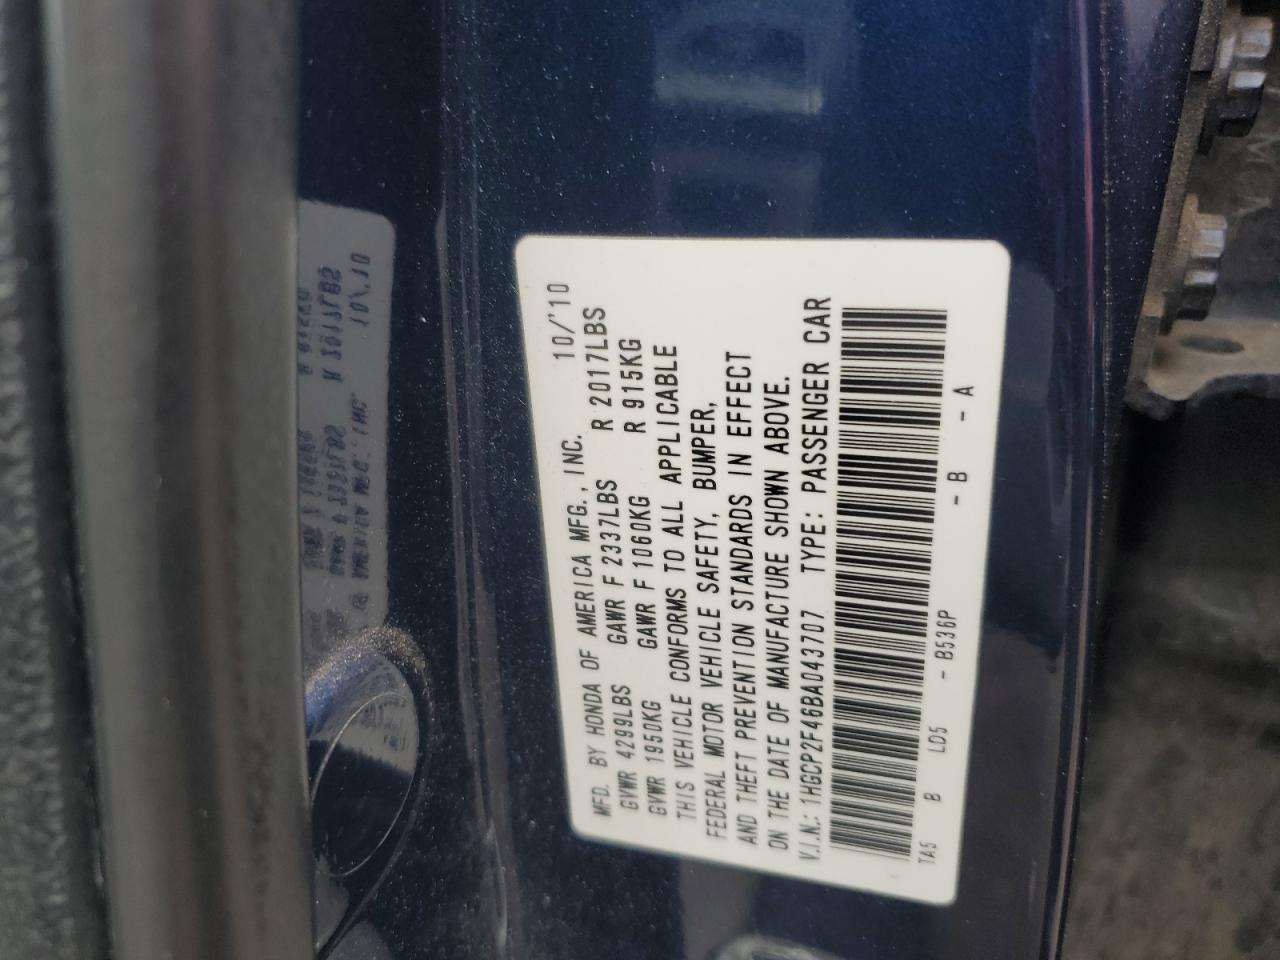 MFD. BY HONDA OF AMERICA MFG., INC. 10/'10
GVWR 4299LBS GAWR F 2337LBS R 2017LBS
GVWR 1950KG GAWR F 1060KG R 915KG
THIS VEHICLE CONFORMS TO ALL APPLICABLE
FEDERAL MOTOR VEHICLE SAFETY, BUMPER,
AND THEFT PREVENTION STANDARDS IN EFFECT
ON THE DATE OF MANUFACTURE SHOWN ABOVE.
V.I.N.: 1HGCP2F46BA043707 TYPE: PASSENGER CAR
TA5 B LD5 - B536P - B - A